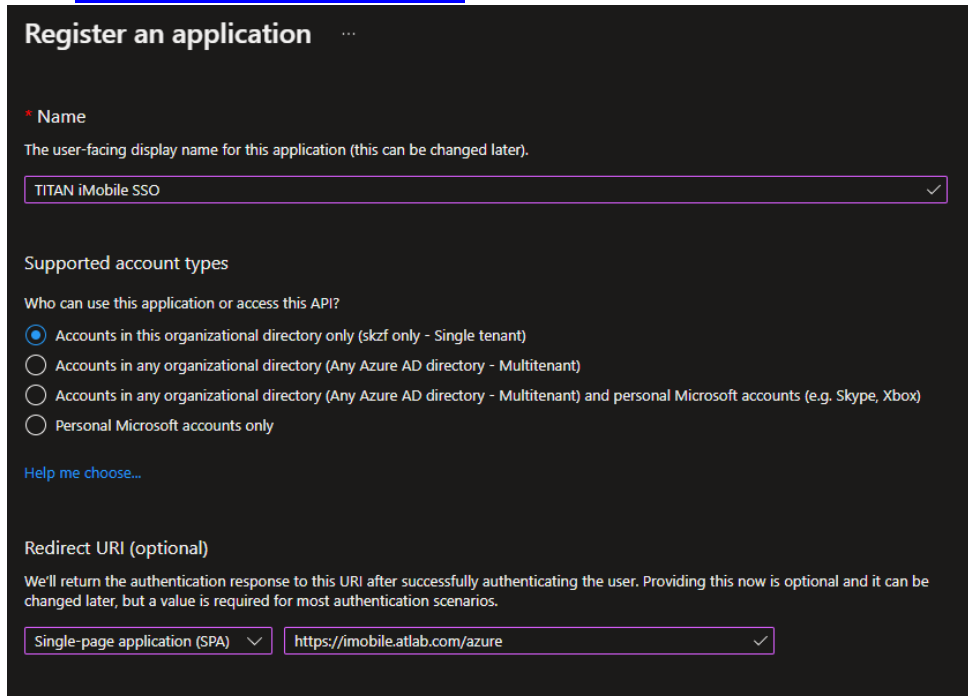 Register an application ...
* Name
The user-facing display name for this application (this can be changed later).
TITAN iMobile SSO
Supported account types
Who can use this application or access this API?
Accounts in this organizational directory only (skzf only - Single tenant)
Accounts in any organizational directory (Any Azure AD directory - Multitenant)
Accounts in any organizational directory (Any Azure AD directory - Multitenant) and personal Microsoft accounts (e.g. Skype, Xbox)
Personal Microsoft accounts only
Help me choose...
Redirect URI (optional)
We'll return the authentication response to this URI after successfully authenticating the user. Providing this now is optional and it can be
changed later, but a value is required for most authentication scenarios.
Single-page application (SPA) https://imobile.atlab.com/azure